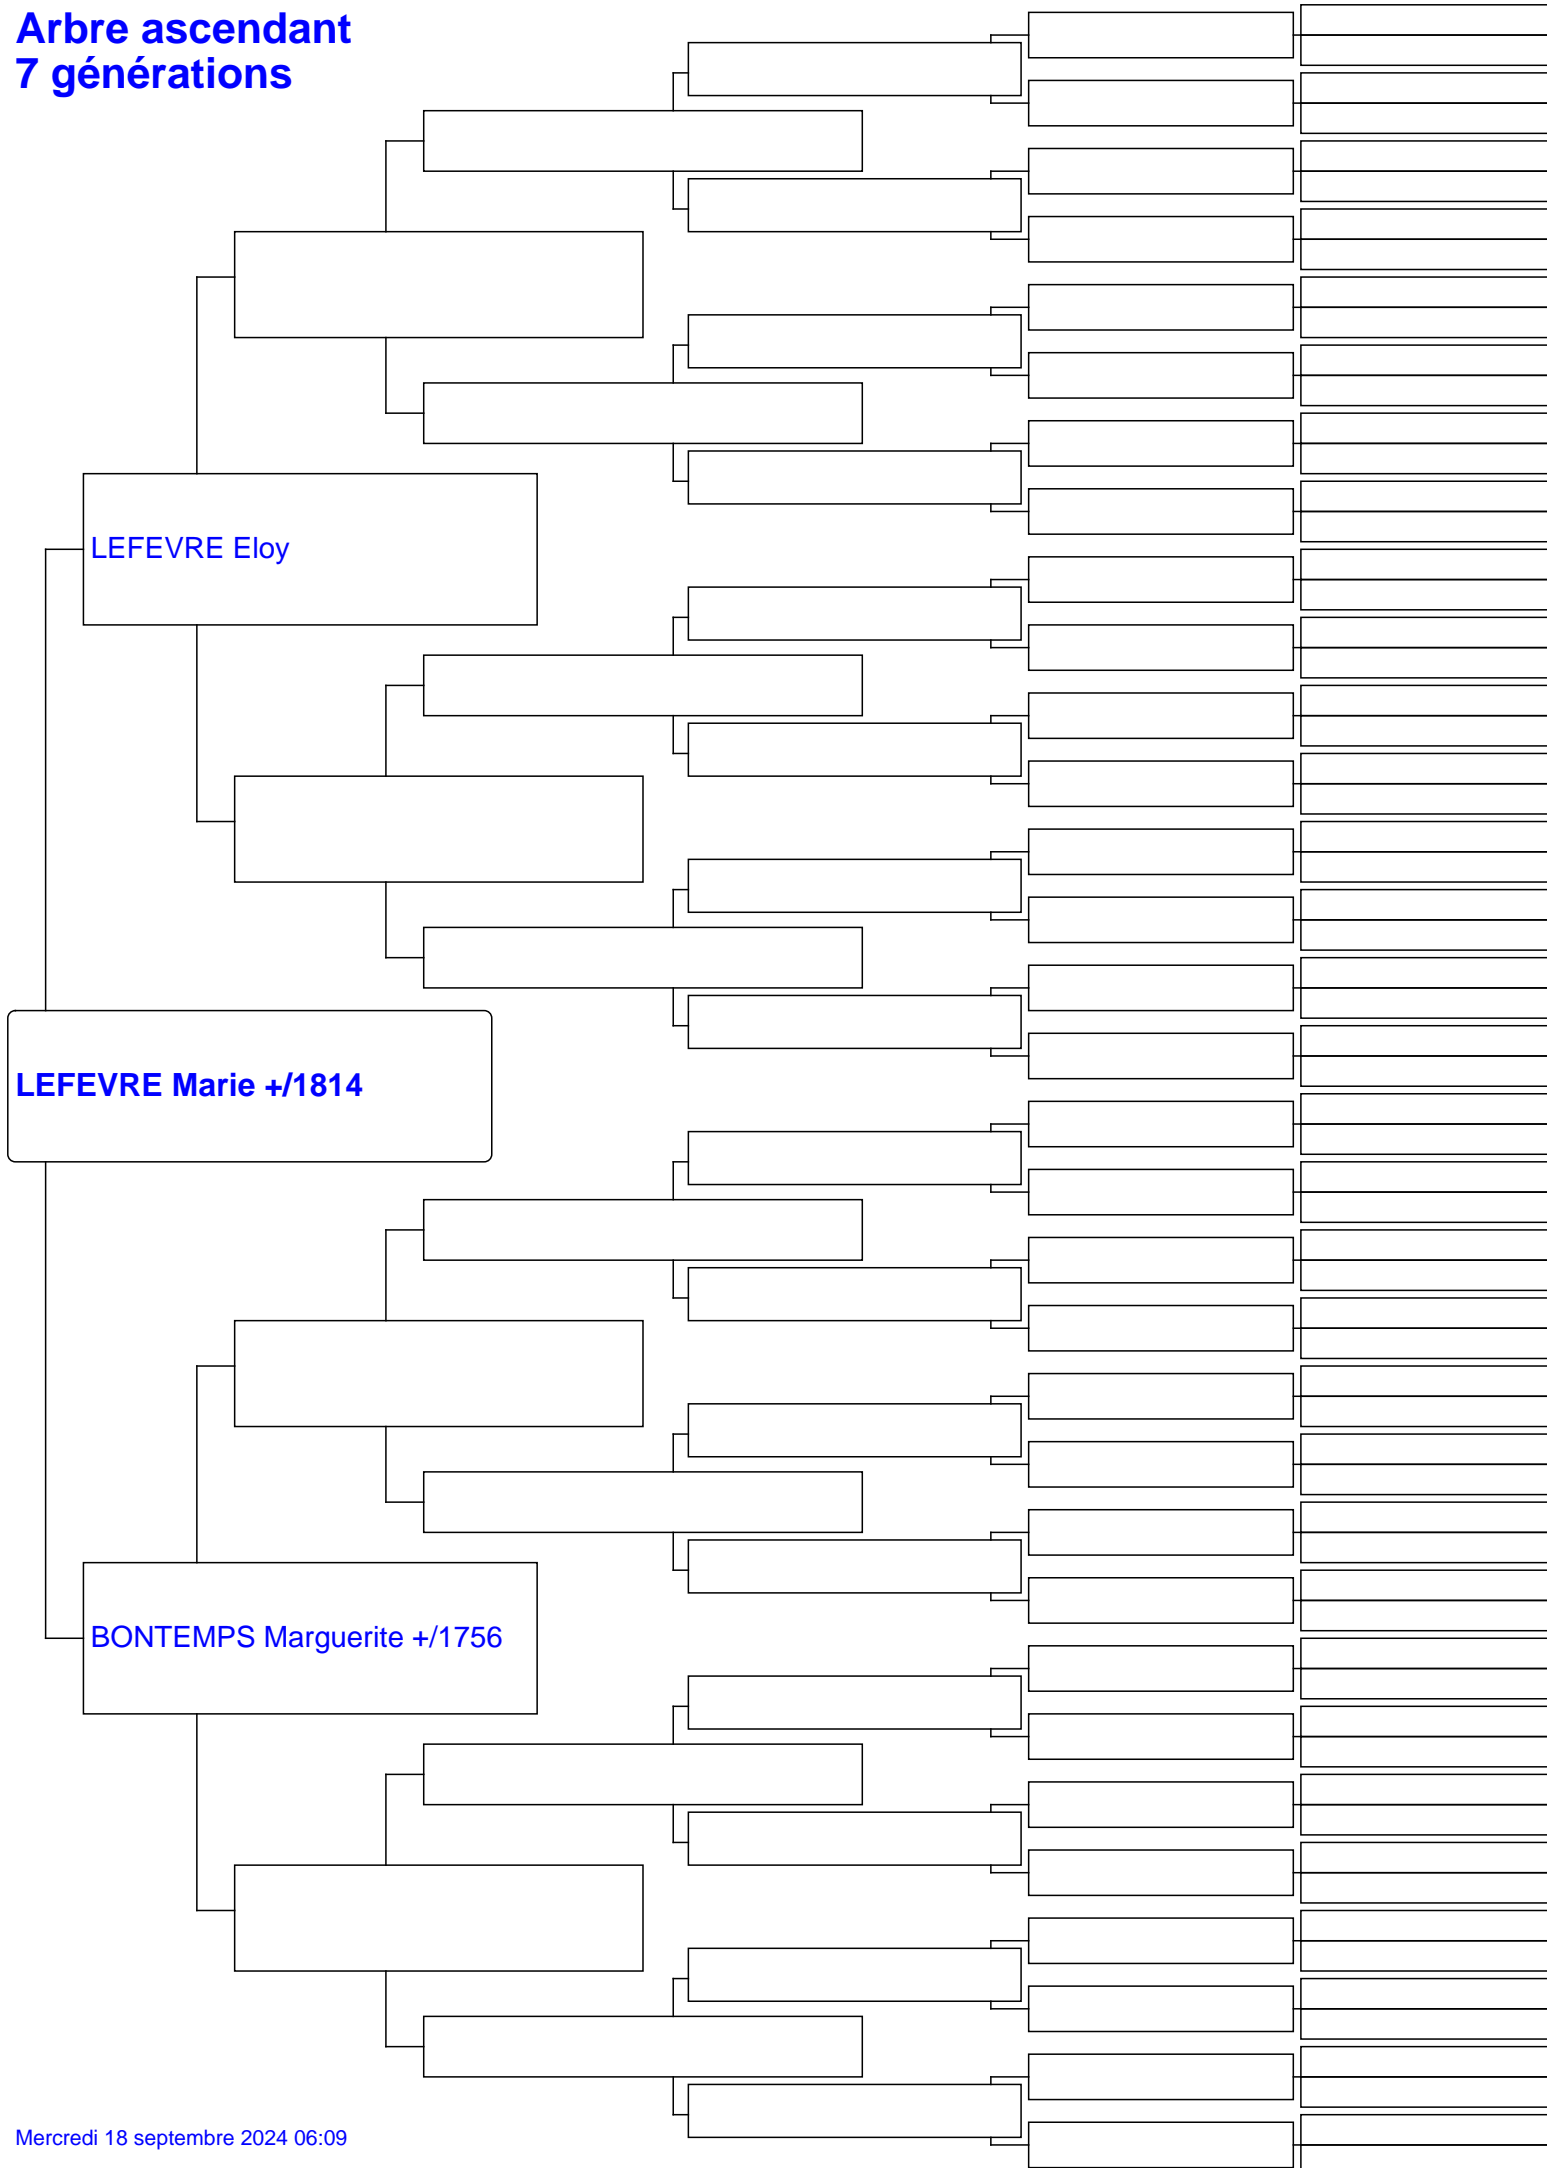 Arbre ascendant
7 générations
LEFEVRE Eloy
LEFEVRE Marie +/1814
BONTEMPS Marguerite +/1756
Mercredi 18 septembre 2024 06:09